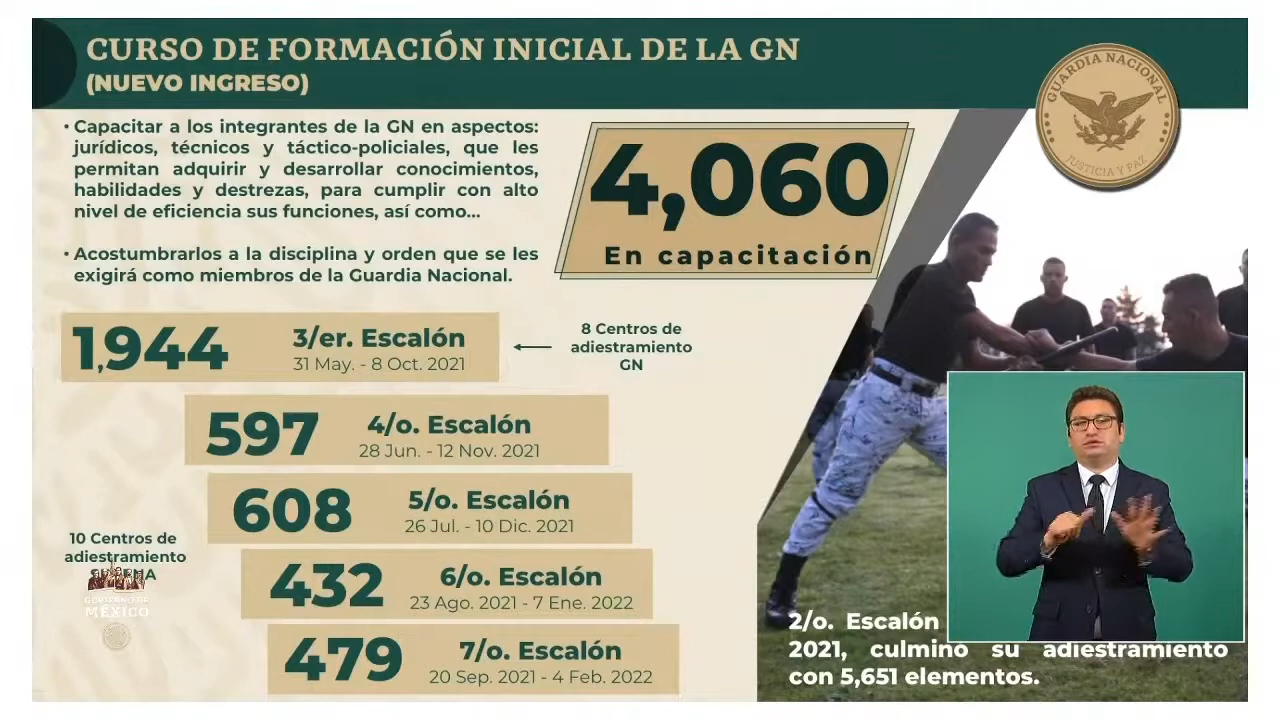 CURSO DE FORMACIÓN INICIAL DE LA GN
(NUEVO INGRESO)
GUARDIA NACIONAL
JUSTICIA Y PAZ
• Capacitar a los integrantes de la GN en aspectos:
jurídicos, técnicos y táctico-policiales, que les
permitan adquirir y desarrollar conocimientos,
habilidades y destrezas, para cumplir con alto
nivel de eficiencia sus funciones, así como...
• Acostumbrarlos a la disciplina y orden que se les
exigirá como miembros de la Guardia Nacional.
4,060
En capacitación
1,944
3/er. Escalón
31 May. - 8 Oct. 2021
8 Centros de
adiestramiento
GN
597
4/o. Escalón
28 Jun. - 12 Nov. 2021
608
5/o. Escalón
26 Jul. - 10 Dic. 2021
10 Centros de
adiestramiento
GOBIERNO DE
MÉXICO
432
6/o. Escalón
23 Ago. 2021 - 7 Ene. 2022
479
7/o. Escalón
20 Sep. 2021 - 4 Feb. 2022
2/o. Escalón
2021, culminó su adiestramiento
con 5,651 elementos.